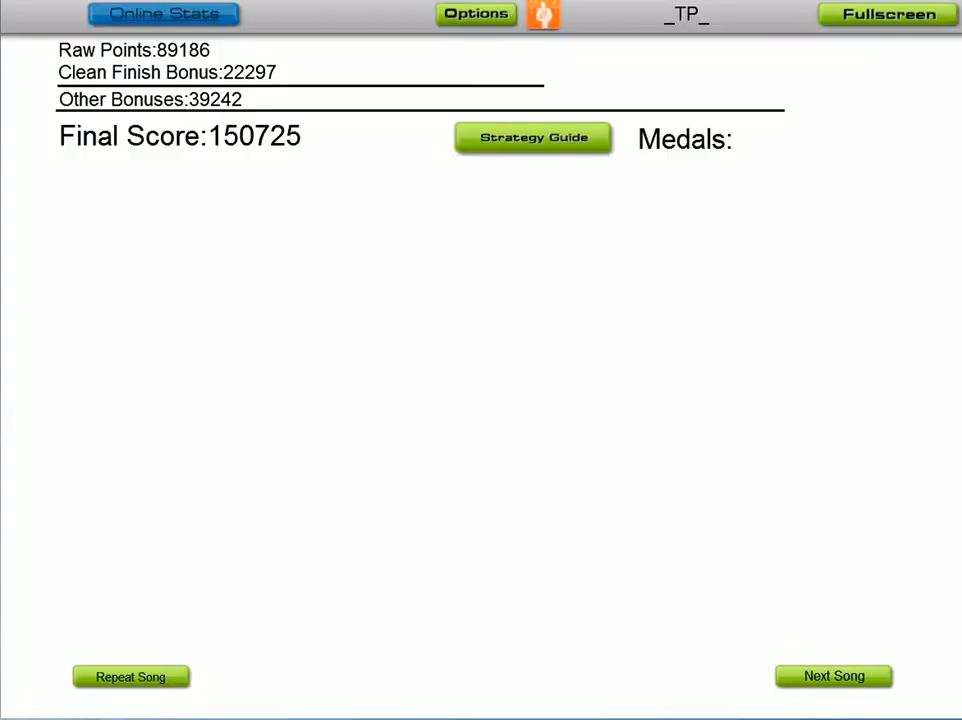 Online Stats
Options
_TP_
Fullscreen
Raw Points:89186
Clean Finish Bonus:22297
Other Bonuses:39242
Final Score:150725
Strategy Guide
Medals:
Repeat Song
Next Song